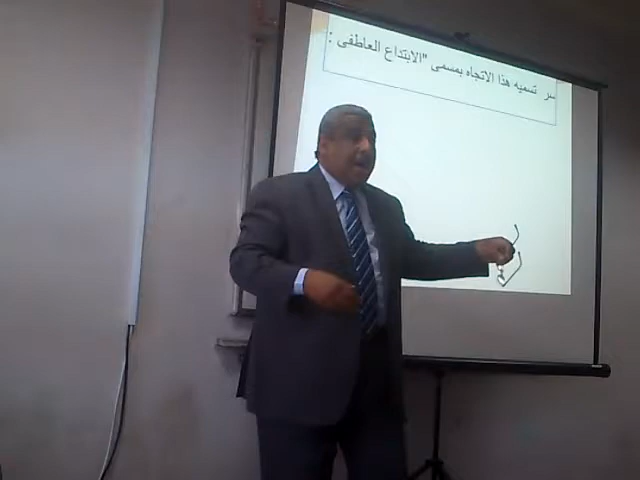 سر تسميه هذا الاتجاه بمسمى "الابتداع العاطفى :